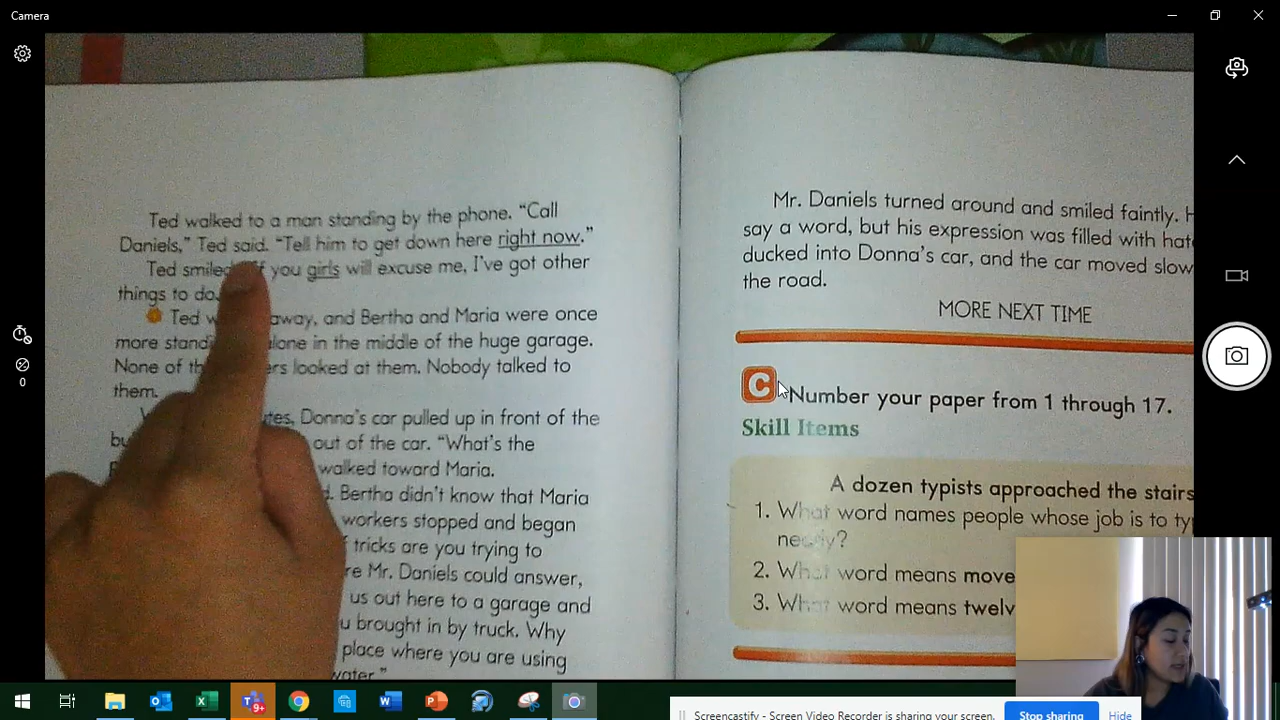 Camera
Ted walked to a man standing by the phone. “Call
Daniels,” Ted said. “Tell him to get down here right now.”
Ted smiled. “If you girls will excuse me, I’ve got other
things to do.
Ted away, and Bertha and Maria were once
more alone in the middle of the huge garage.
None of looked at them. Nobody talked to
them.
Donna’s car pulled up in front of the
out of the car. “What’s the
walked toward Maria.
Bertha didn’t know that Maria
workers stopped and began
tricks are you trying to
Mr. Daniels could answer,
us out here to a garage and
brought in by truck. Why
place where you are using
water.”
Mr. Daniels turned around and smiled faintly.
say a word, but his expression was filled with
ducked into Donna’s car, and the car moved
the road.
MORE NEXT TIME
C Number your paper from 1 through 17.
Skill Items
A dozen typists approached the stairs
1. What word names people whose job is to
2. What word means move
3. What word means
0
9+
Screencastify - Screen Video Recorder is sharing your screen.
Stop sharing
Hide